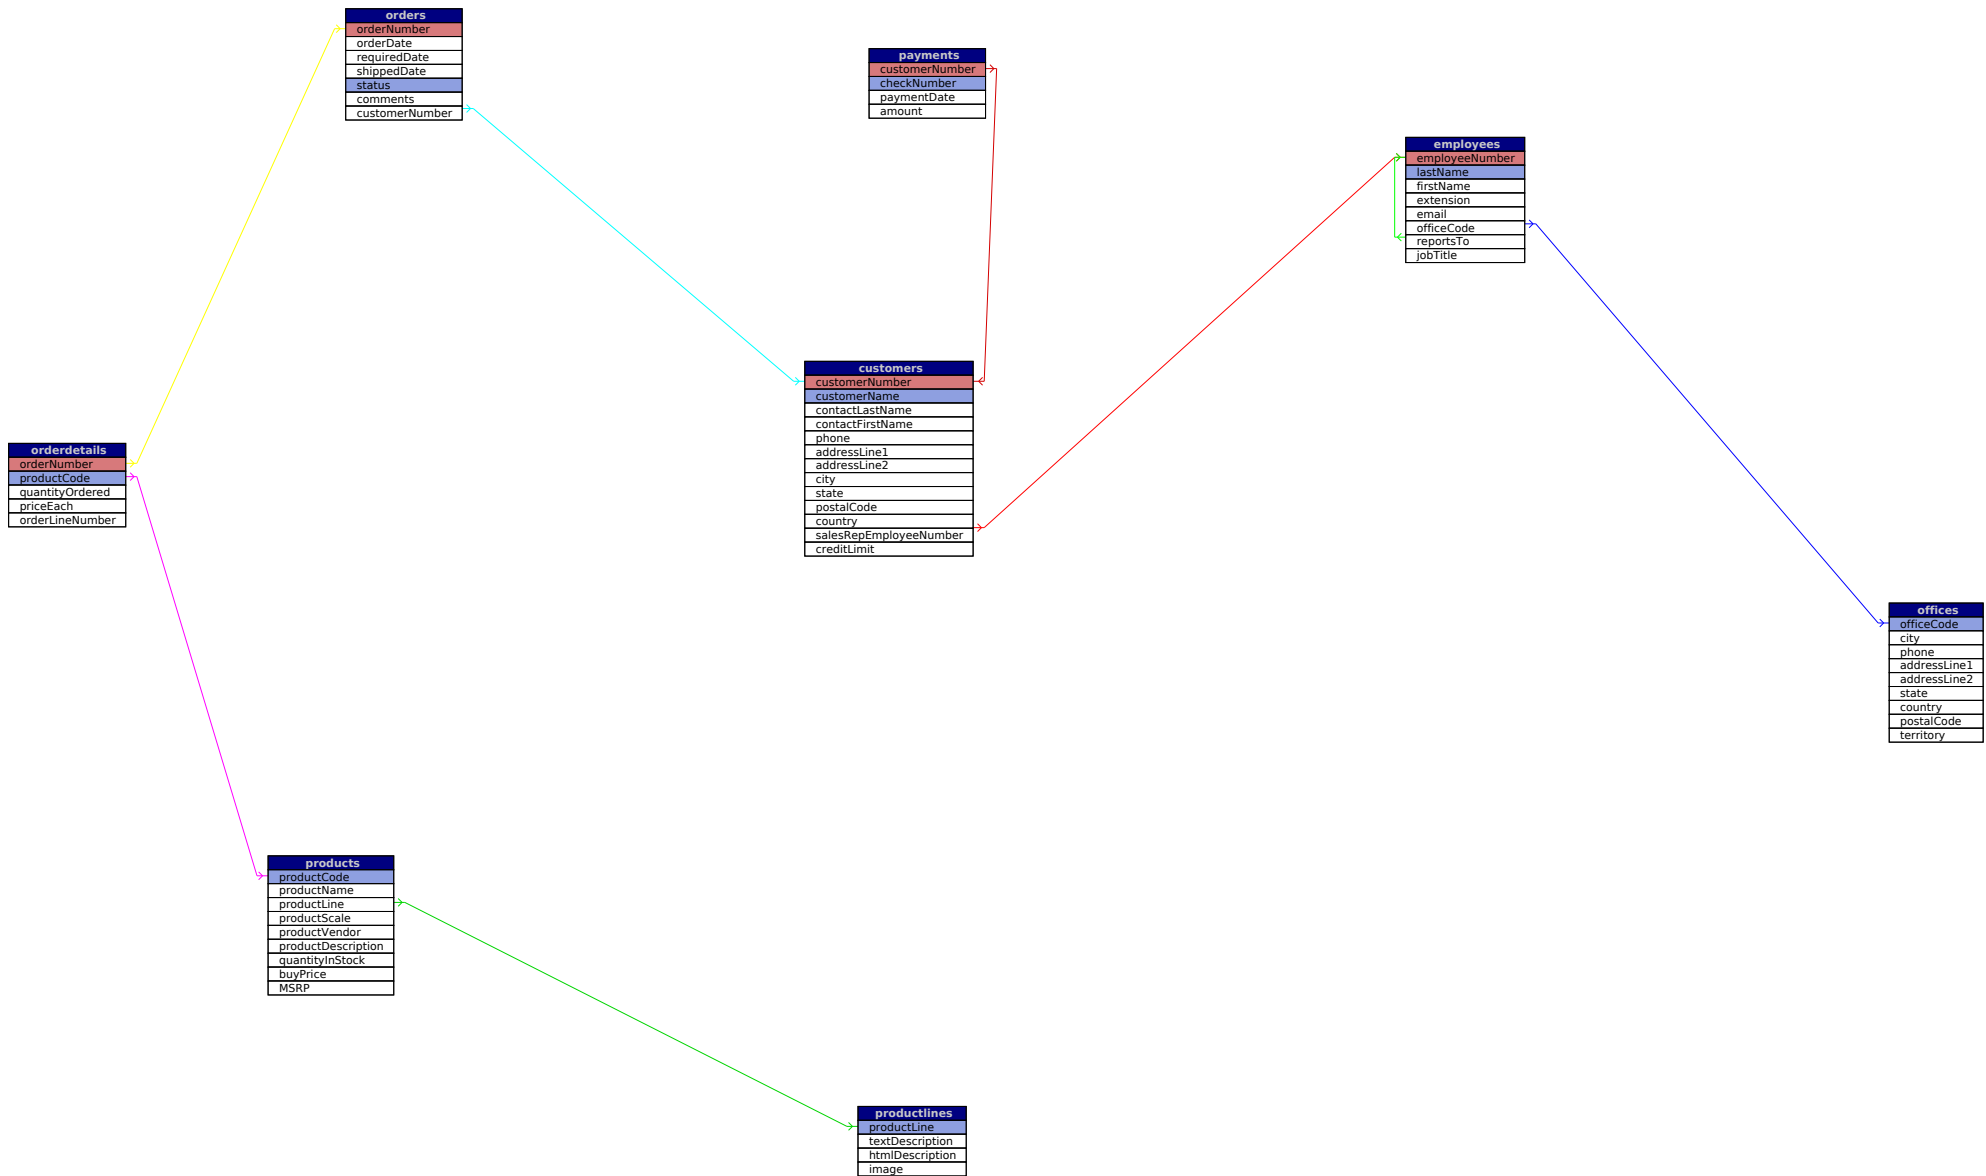 orders
orderNumber
orderDate
requiredDate
shippedDate
status
comments
customerNumber
payments
customerNumber
checkNumber
paymentDate
amount
employees
employeeNumber
lastName
firstName
extension
email
officeCode
reportsTo
jobTitle
customers
customerNumber
customerName
contactLastName
contactFirstName
phone
addressLine1
addressLine2
city
state
postalCode
country
salesRepEmployeeNumber
creditLimit
orderdetails
orderNumber
productCode
quantityOrdered
priceEach
orderLineNumber
offices
officeCode
city
phone
addressLine1
addressLine2
state
country
postalCode
territory
products
productCode
productName
productLine
productScale
productVendor
productDescription
quantityInStock
buyPrice
MSRP
productlines
productLine
textDescription
htmlDescription
image